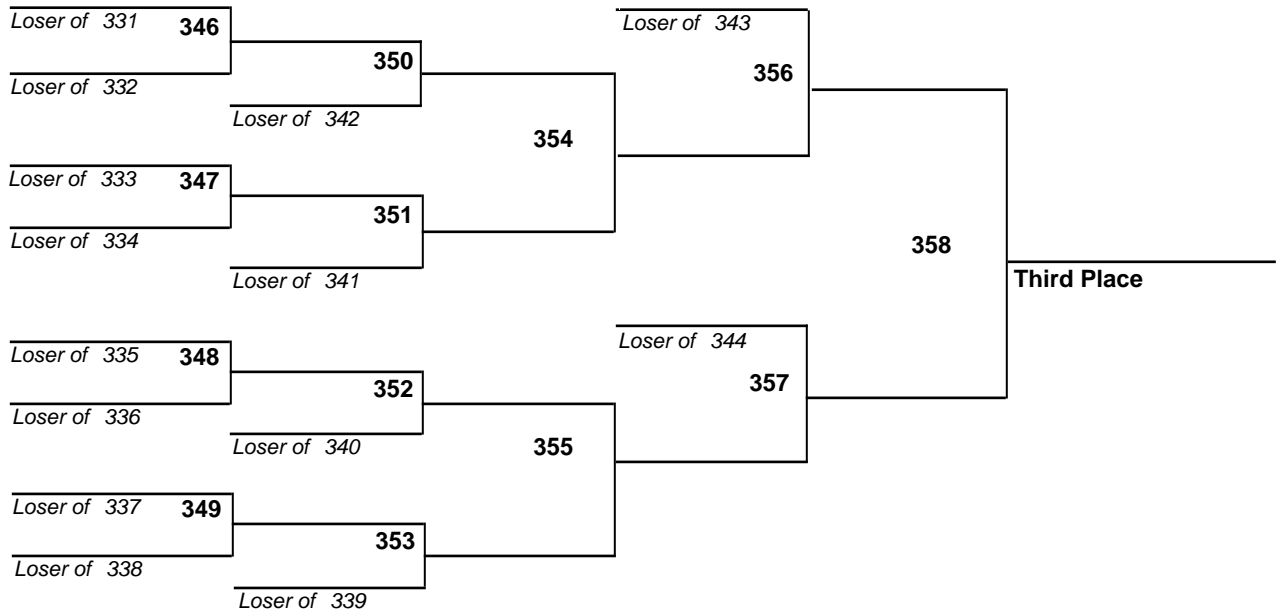 Loser of 331
346
Loser of 332
350
Loser of 342
Loser of 333
347
Loser of 334
351
Loser of 341
354
Loser of 343
356
Loser of 335
348
Loser of 336
352
Loser of 340
Loser of 337
349
Loser of 338
353
Loser of 339
355
Loser of 344
357
358
Third Place